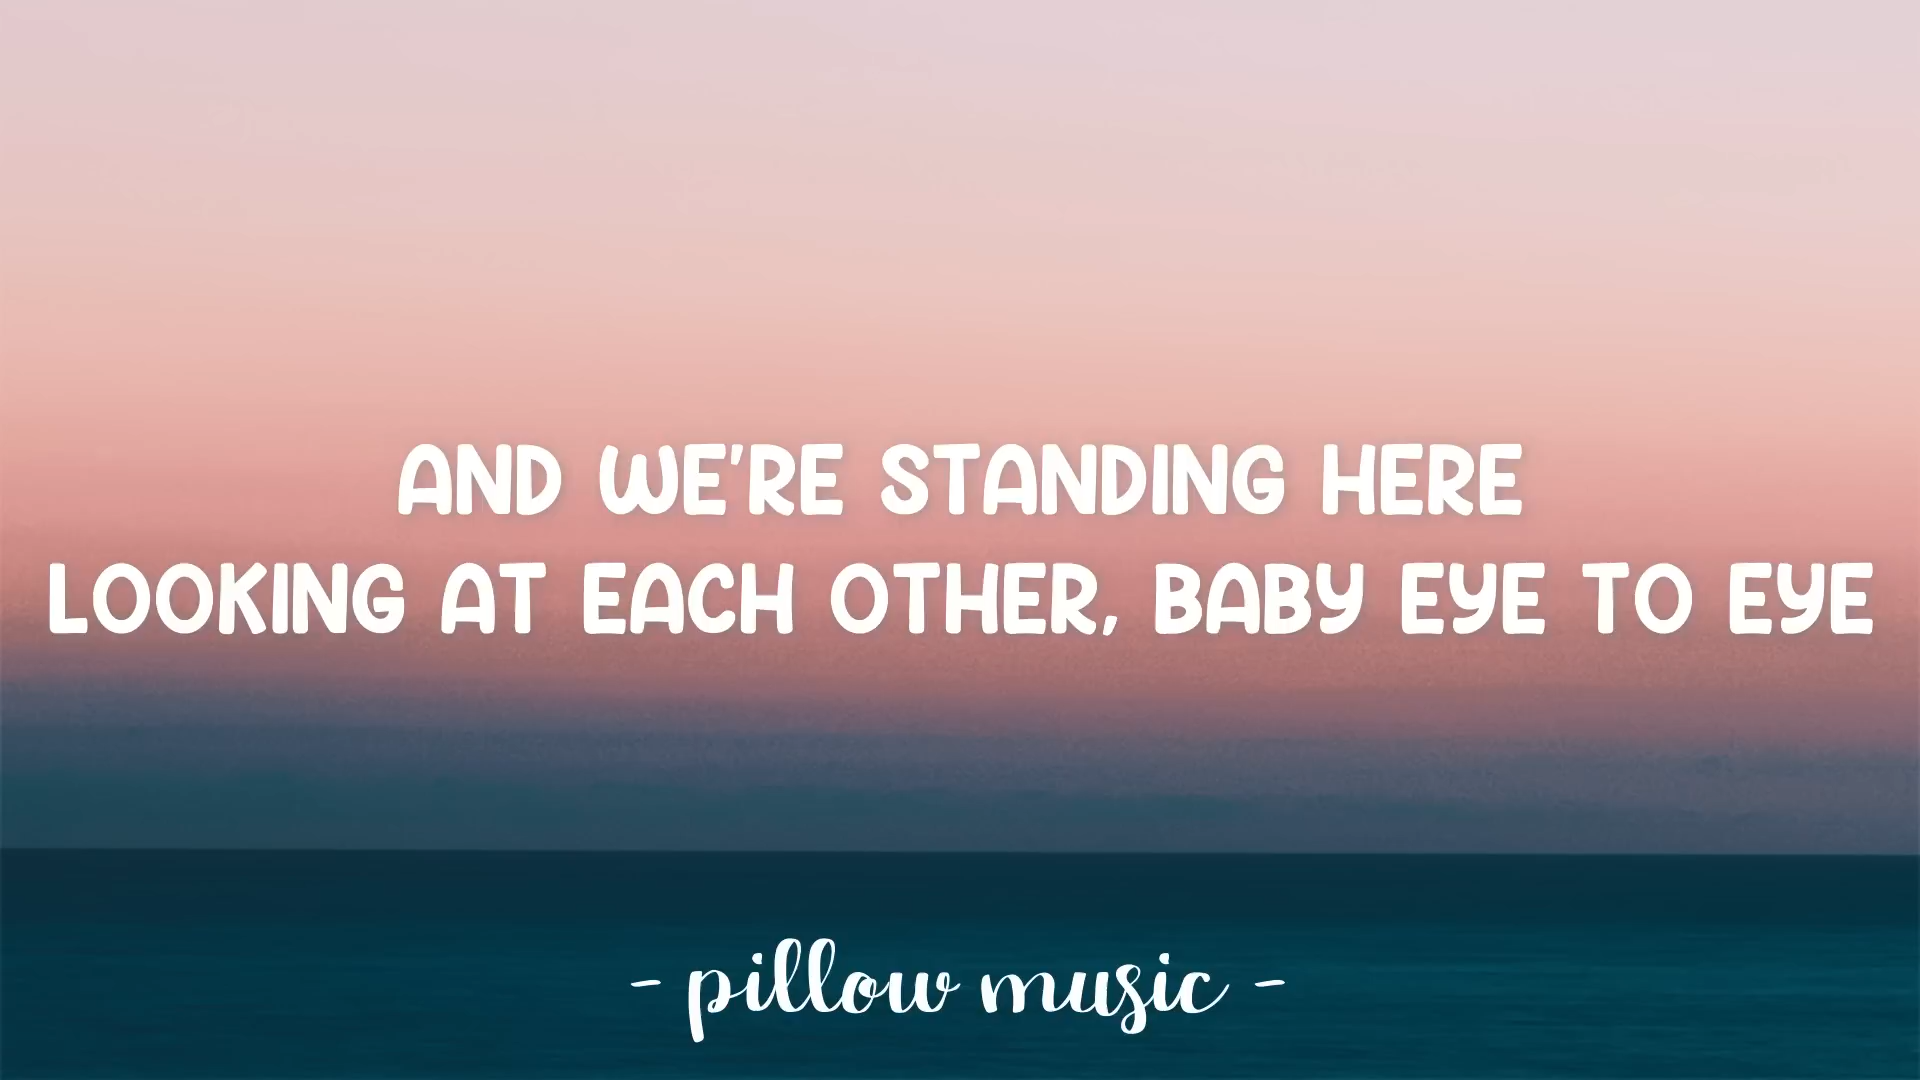 AND WE'RE STANDING HERE
LOOKING AT EACH OTHER, BABY EYE TO EYE
- pillow music -